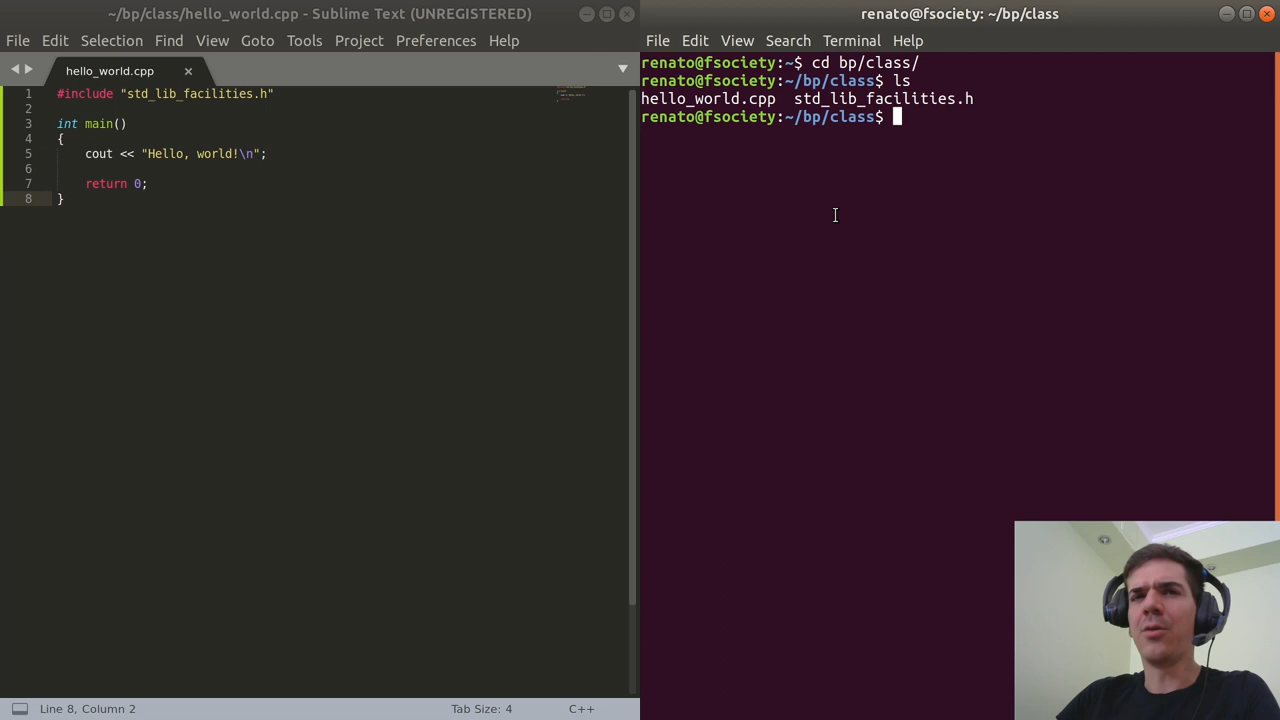 ~/bp/class/hello_world.cpp - Sublime Text (UNREGISTERED)
File Edit Selection Find View Goto Tools Project Preferences Help
hello_world.cpp ×
1 #include "std_lib_facilities.h"
2
3 int main()
4 {
5 cout << "Hello, world!\n";
6
7 return 0;
8 }
Line 8, Column 2 Tab Size: 4 C++
renato@fsociety: ~/bp/class
File Edit View Search Terminal Help
renato@fsociety:~$ cd bp/class/
renato@fsociety:~/bp/class$ ls
hello_world.cpp std_lib_facilities.h
renato@fsociety:~/bp/class$